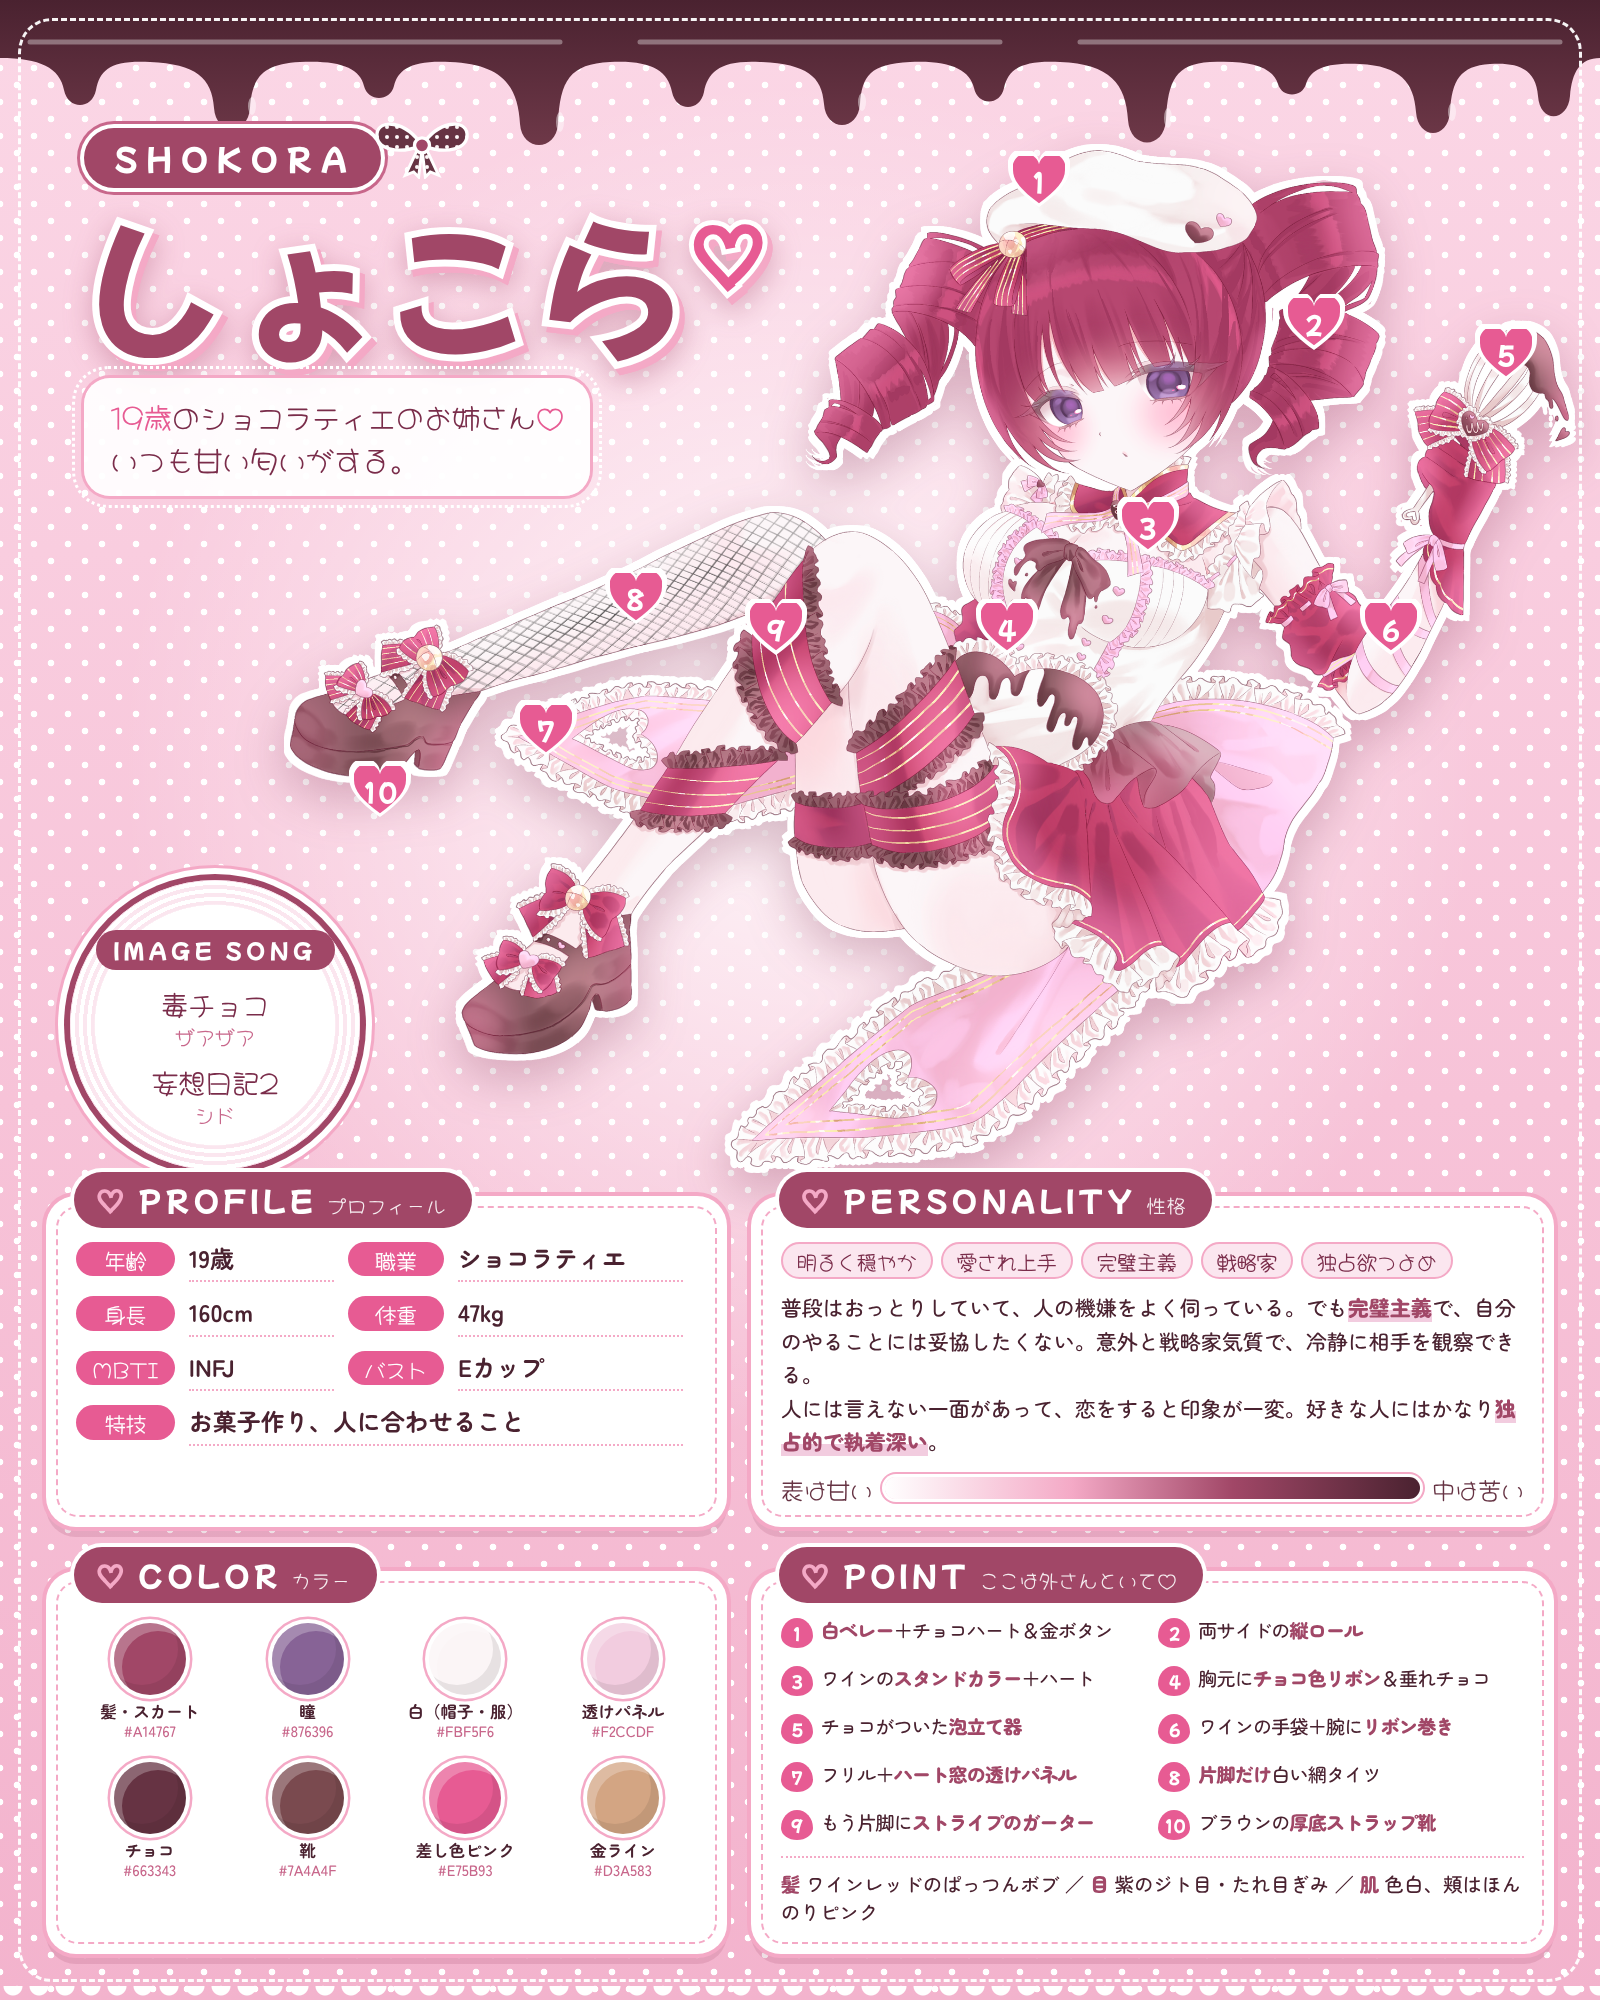 SHOKORA
しょこら♡
19歳のショコラティエのお姉さん♡
いつも甘い匂いがする。
1
2
3
4
5
6
7
8
9
10
IMAGE SONG
毒チョコ
ザアザア
妄想日記2
シド
PROFILE プロフィール
年齢 19歳 職業 ショコラティエ
身長 160cm 体重 47kg
MBTI INFJ バスト Eカップ
特技 お菓子作り、人に合わせること
PERSONALITY 性格
明るく穏やか 愛され上手 完璧主義 戦略家 独占欲つよめ
普段はおっとりしていて、人の機嫌をよく伺っている。でも完璧主義で、自分
のやることには妥協したくない。意外と戦略家気質で、冷静に相手を観察でき
る。
人には言えない一面があって、恋をすると印象が一変。好きな人にはかなり独
占的で執着深い。
表は甘い 中は苦い
COLOR カラー
髪・スカート 瞳 白（帽子・服） 透けパネル
#A14767 #876396 #FBF5F6 #F2CCDF
チョコ 靴 差し色ピンク 金ライン
#663343 #7A4A4F #E75B93 #D3A583
POINT ここは外さんといて♡
1 白ベレー＋チョコハート＆金ボタン 2 両サイドの縦ロール
3 ワインのスタンドカラー＋ハート 4 胸元にチョコ色リボン＆垂れチョコ
5 チョコがついた泡立て器 6 ワインの手袋＋腕にリボン巻き
7 フリル＋ハート窓の透けパネル 8 片脚だけ白い網タイツ
9 もう片脚にストライプのガーター 10 ブラウンの厚底ストラップ靴
髪 ワインレッドのぱっつんボブ ／ 目 紫のジト目・たれ目ぎみ ／ 肌 色白、頬はほん
のりピンク